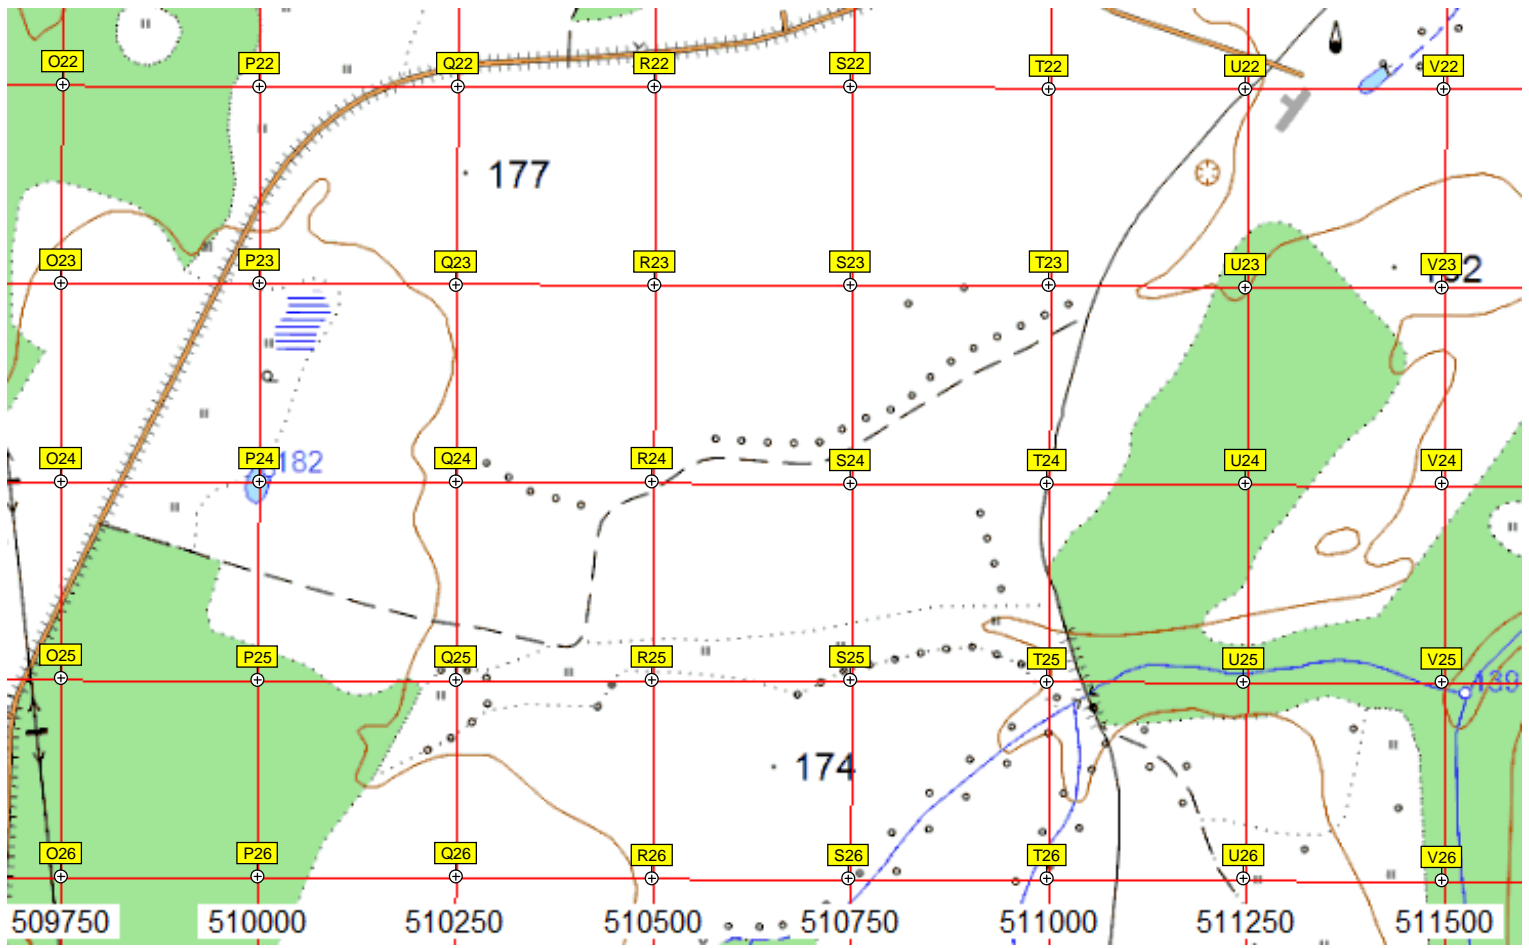 O22 P22 Q22 R22 S22 T22 U22 V22
177
O23 P23 Q23 R23 S23 T23 U23 V23
O24 P24 Q24 R24 S24 T24 U24 V24
182
O25 P25 Q25 R25 S25 T25 U25 V25
139
174
O26 P26 Q26 R26 S26 T26 U26 V26
509750 510000 510250 510500 510750 511000 511250 511500